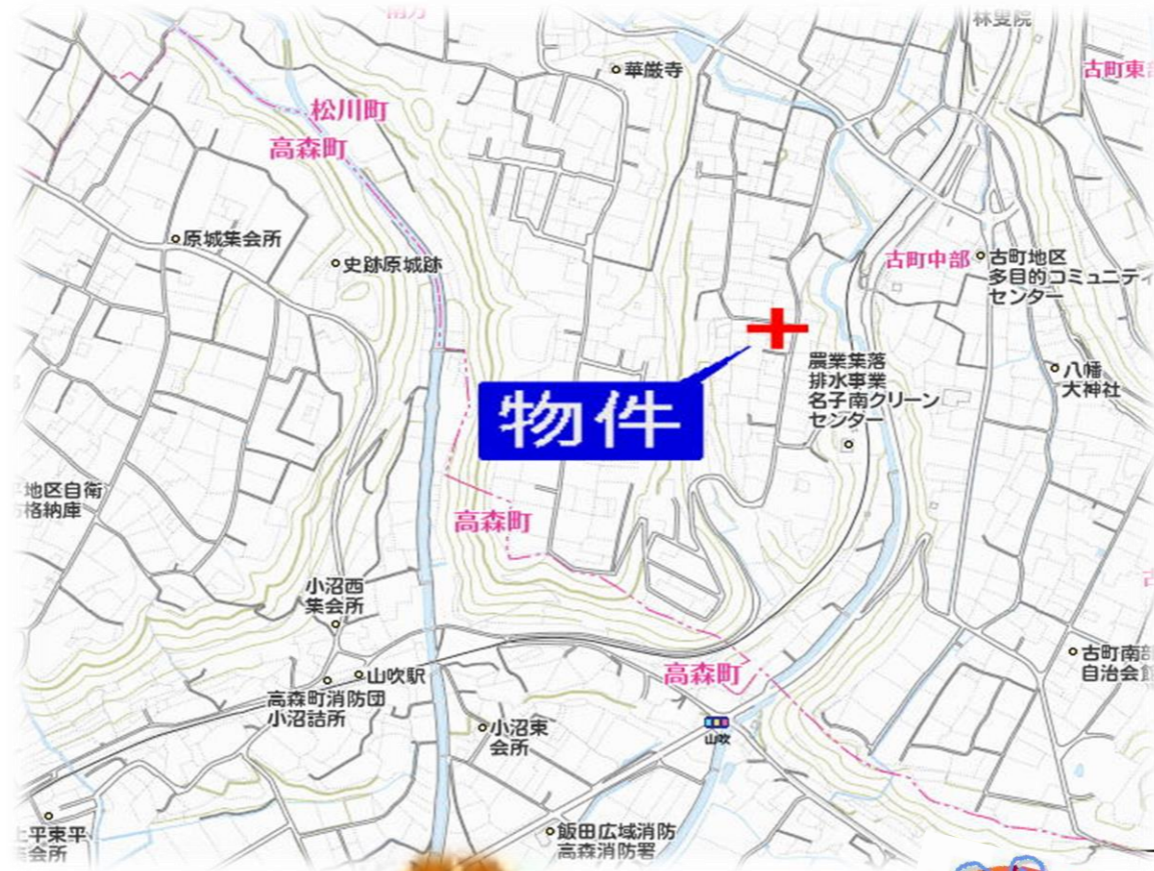 林叟院
華厳寺
松川町
高森町
原城集会所
史跡原城跡
古町中部
古町地区
多目的コミュニティ
センター
農業集落
排水事業
名子南クリーン
センター
八幡
大神社
物件
地区自衛
格納庫
高森町
小沼西
集会所
山吹駅
高森町消防団
小沼詰所
高森町
古町南部
自治会
小沼東
会所
山吹
飯田広域消防
高森消防署
上平東平
会所